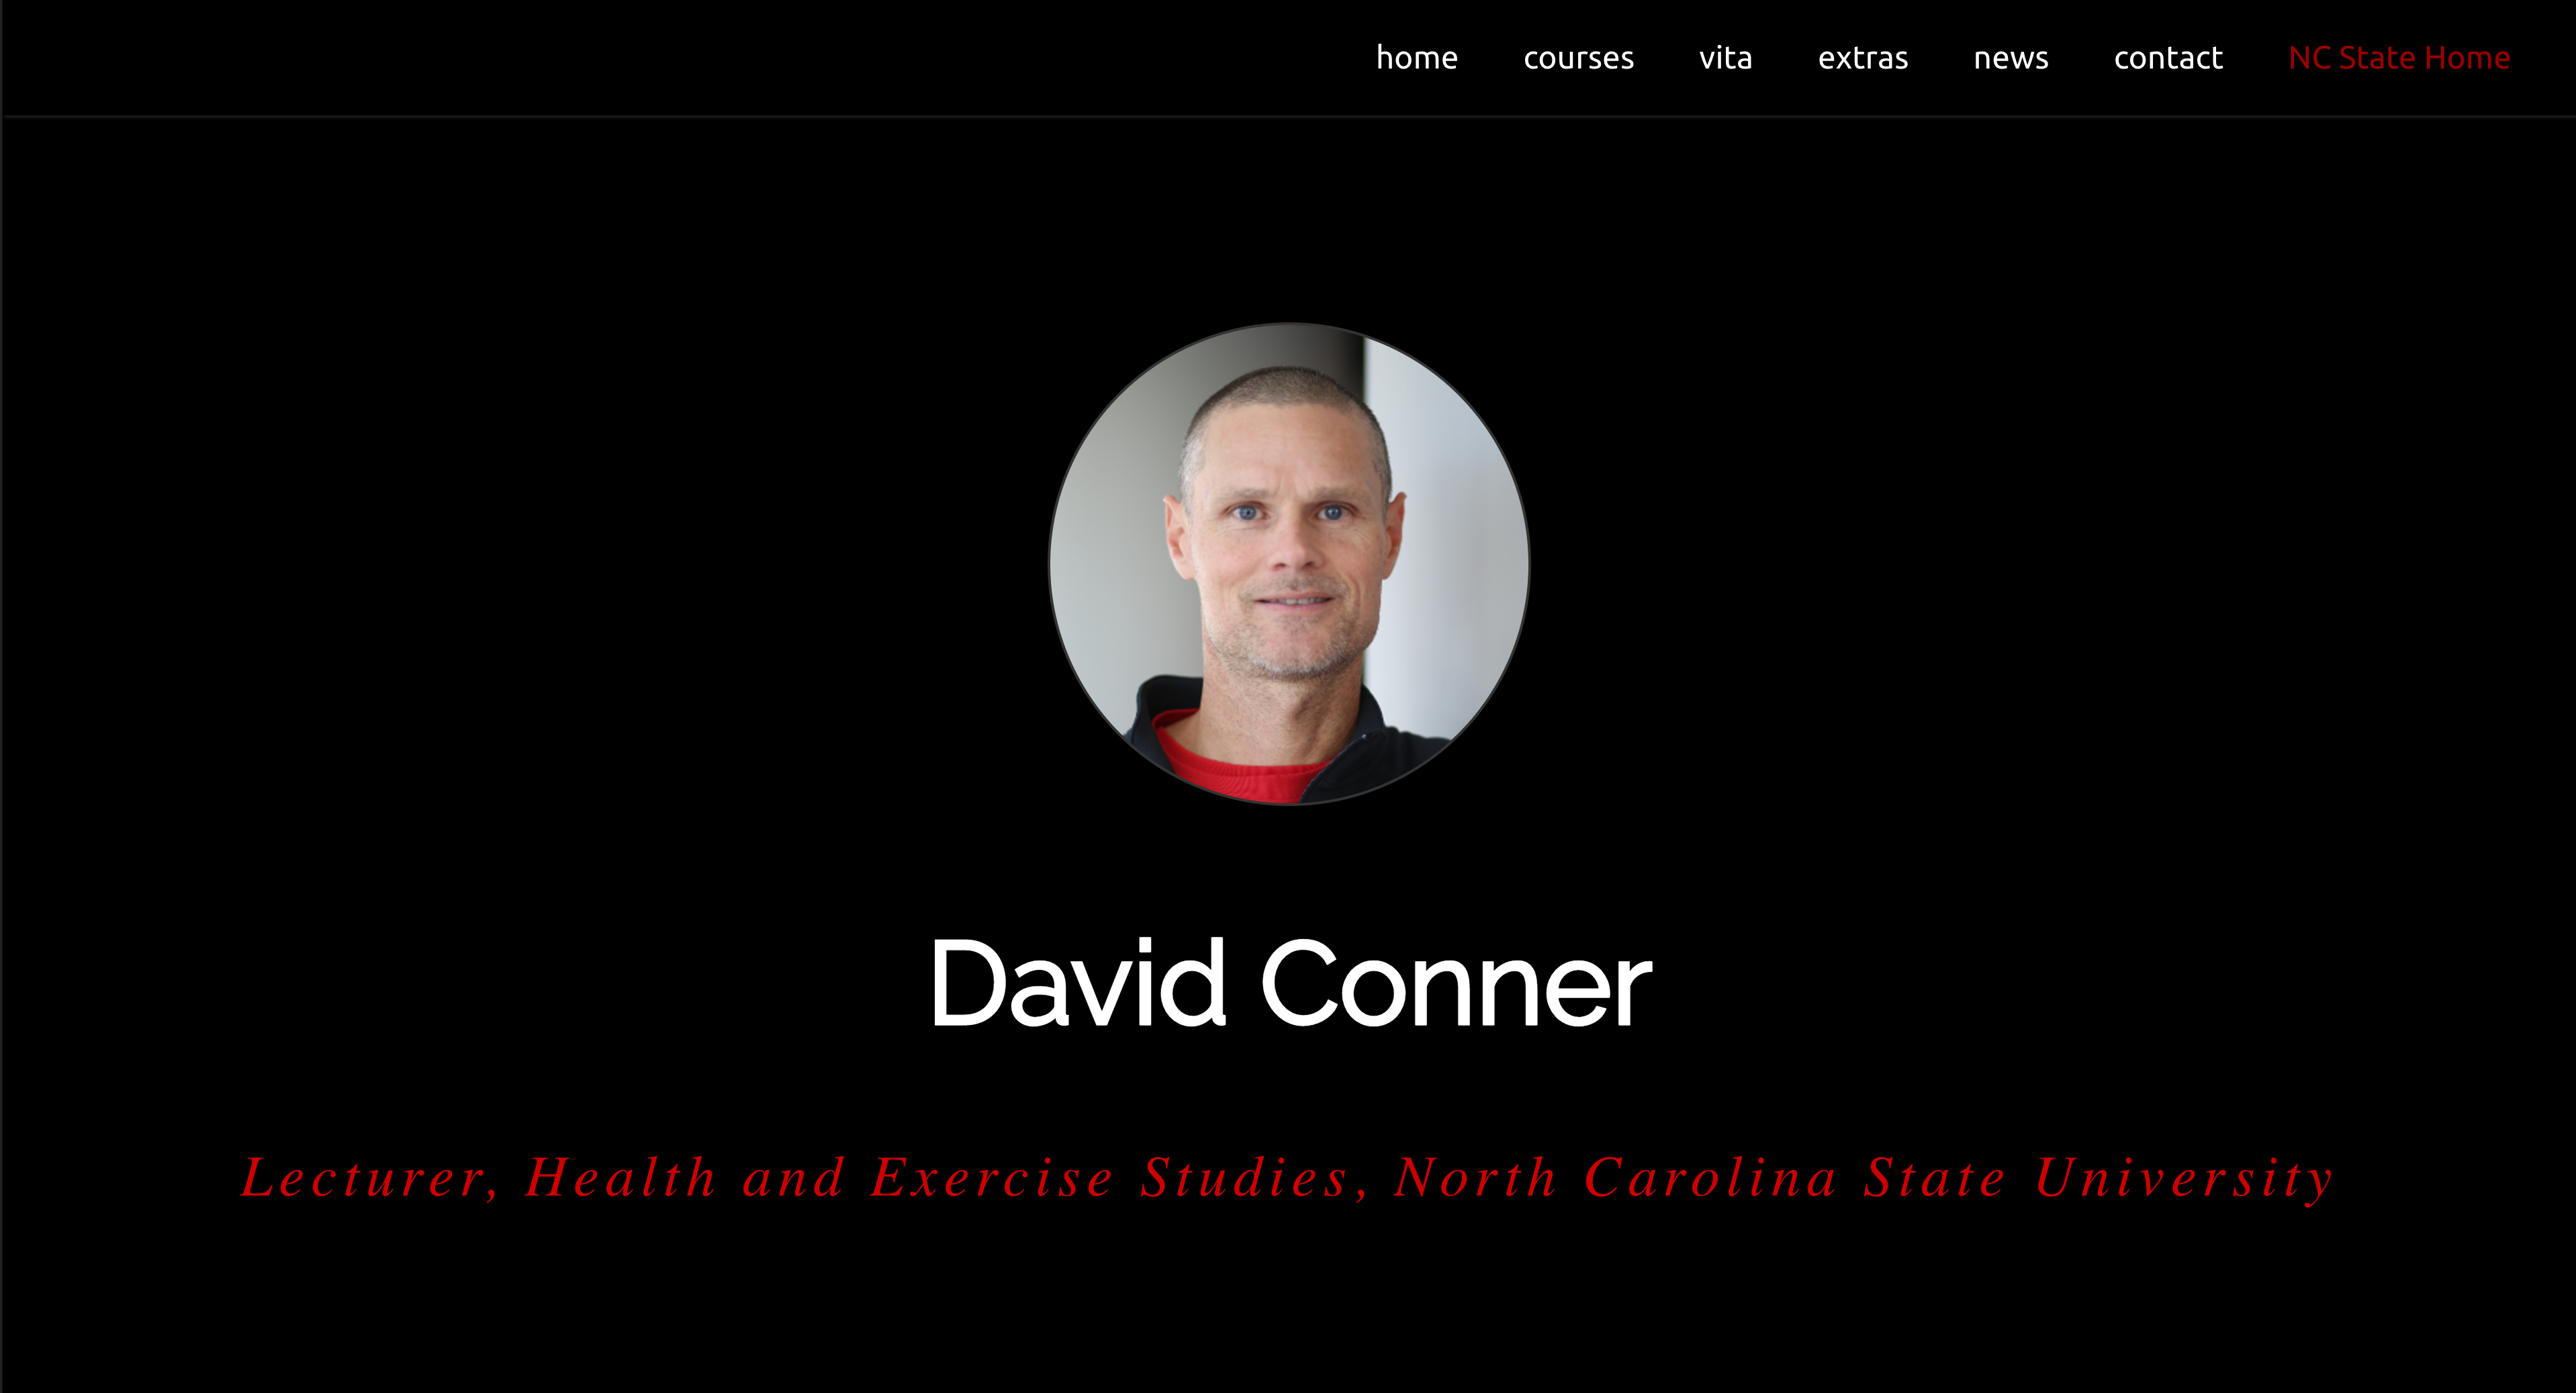 home courses vita extras news contact NC State Home
David Conner
Lecturer, Health and Exercise Studies, North Carolina State University